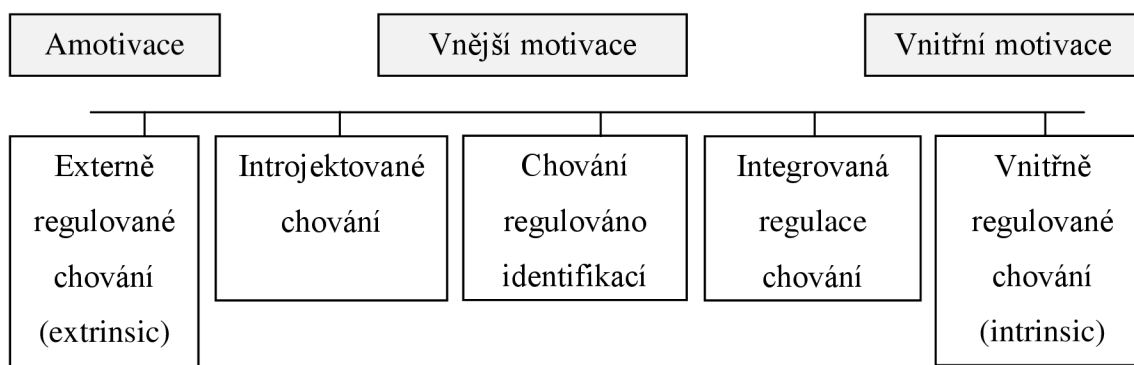 Amotivace
Vnější motivace
Vnitřní motivace
Externě
regulované
chování
(extrinsic)
Introjektované
chování
Chování
regulováno
identifikací
Integrovaná
regulace
chování
Vnitřně
regulované
chování
(intrinsic)